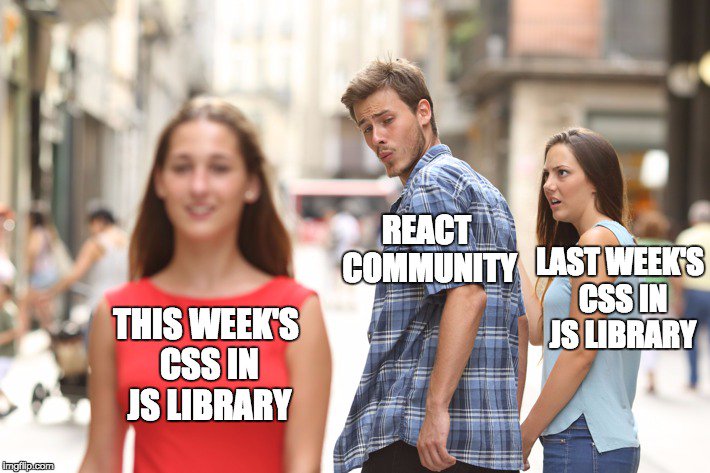 REACT
COMMUNITY
LAST WEEK'S
CSS IN
JS LIBRARY
THIS WEEK'S
CSS IN
JS LIBRARY
imgflip.com